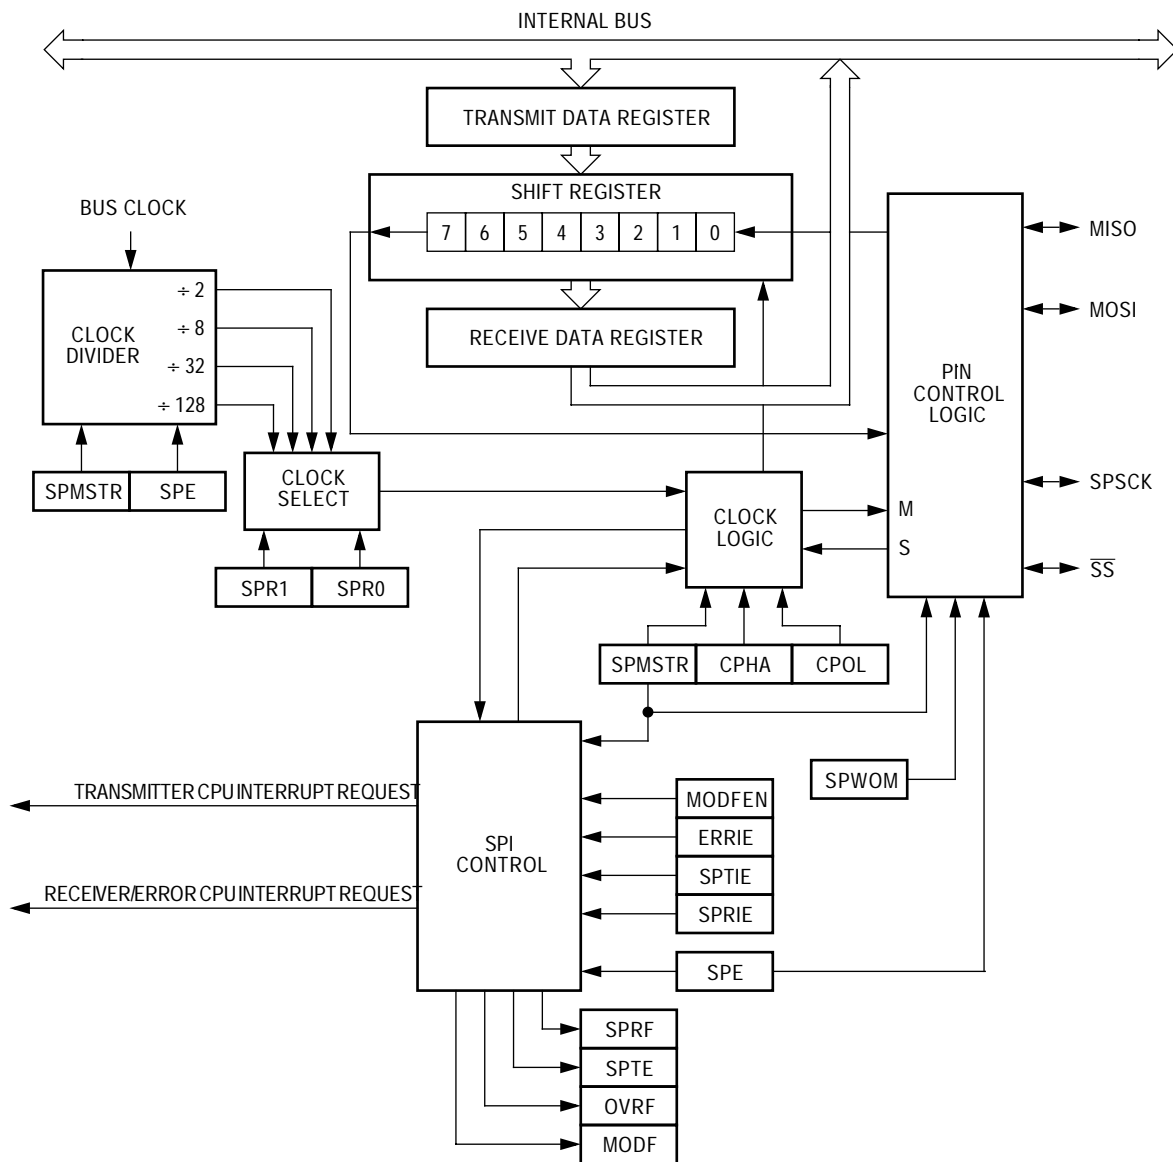 INTERNAL BUS
TRANSMIT DATA REGISTER
SHIFT REGISTER
7 6 5 4 3 2 1 0
RECEIVE DATA REGISTER
BUS CLOCK
CLOCK
DIVIDER
÷ 2
÷ 8
÷ 32
÷ 128
SPMSTR SPE
CLOCK
SELECT
SPR1 SPR0
CLOCK
LOGIC
SPMSTR CPHA CPOL
PIN
CONTROL
LOGIC
M
S
MISO
MOSI
SPSCK
S̅S̅
SPWOM
TRANSMITTER CPU INTERRUPT REQUEST
RECEIVER/ERROR CPU INTERRUPT REQUEST
SPI
CONTROL
MODFEN
ERRIE
SPTIE
SPRIE
SPE
SPRF
SPTE
OVRF
MODF